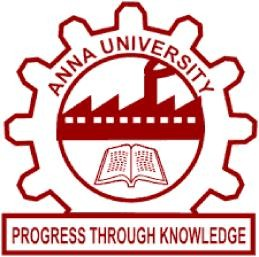 ANNA UNIVERSITY
PROGRESS THROUGH KNOWLEDGE